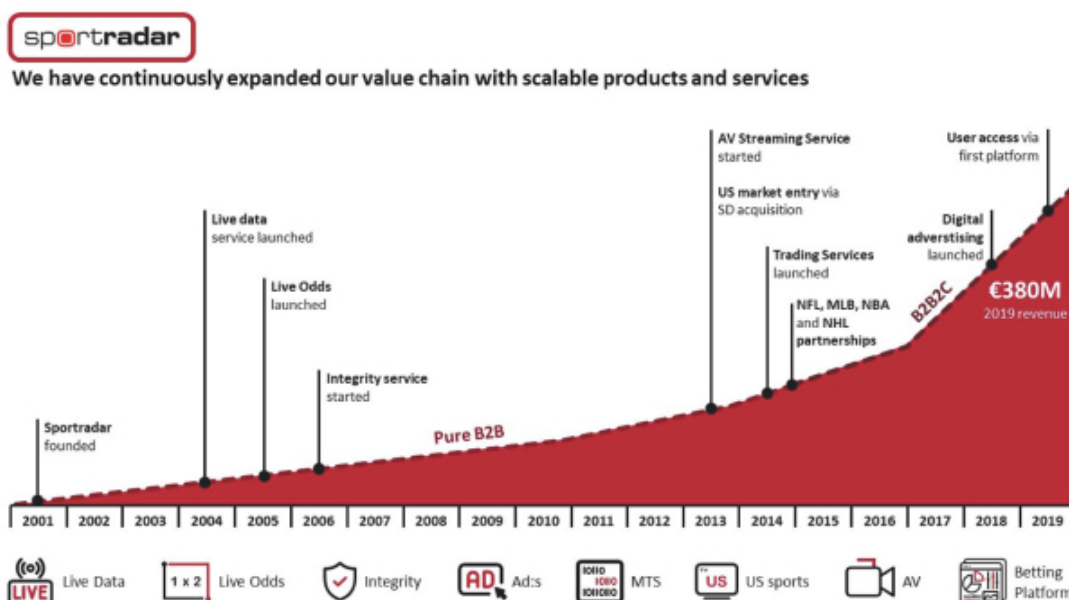 sportradar
We have continuously expanded our value chain with scalable products and services
AV Streaming Service
started
User access via
first platform
US market entry via
SD acquisition
Live data
service launched
Digital
adverstising
launched
Trading Services
launched
Live Odds
launched
B2B2C
€380M
2019 revenue
NFL, MLB, NBA
and NHL
partnerships
Integrity service
started
Sportradar
founded
Pure B2B
2001 2002 2003 2004 2005 2006 2007 2008 2009 2010 2011 2012 2013 2014 2015 2016 2017 2018 2019
LIVE Live Data
1 x 2 Live Odds
Integrity
AD Ad:s
10110
1010
1011010
MTS
US US sports
AV
Betting
Platform